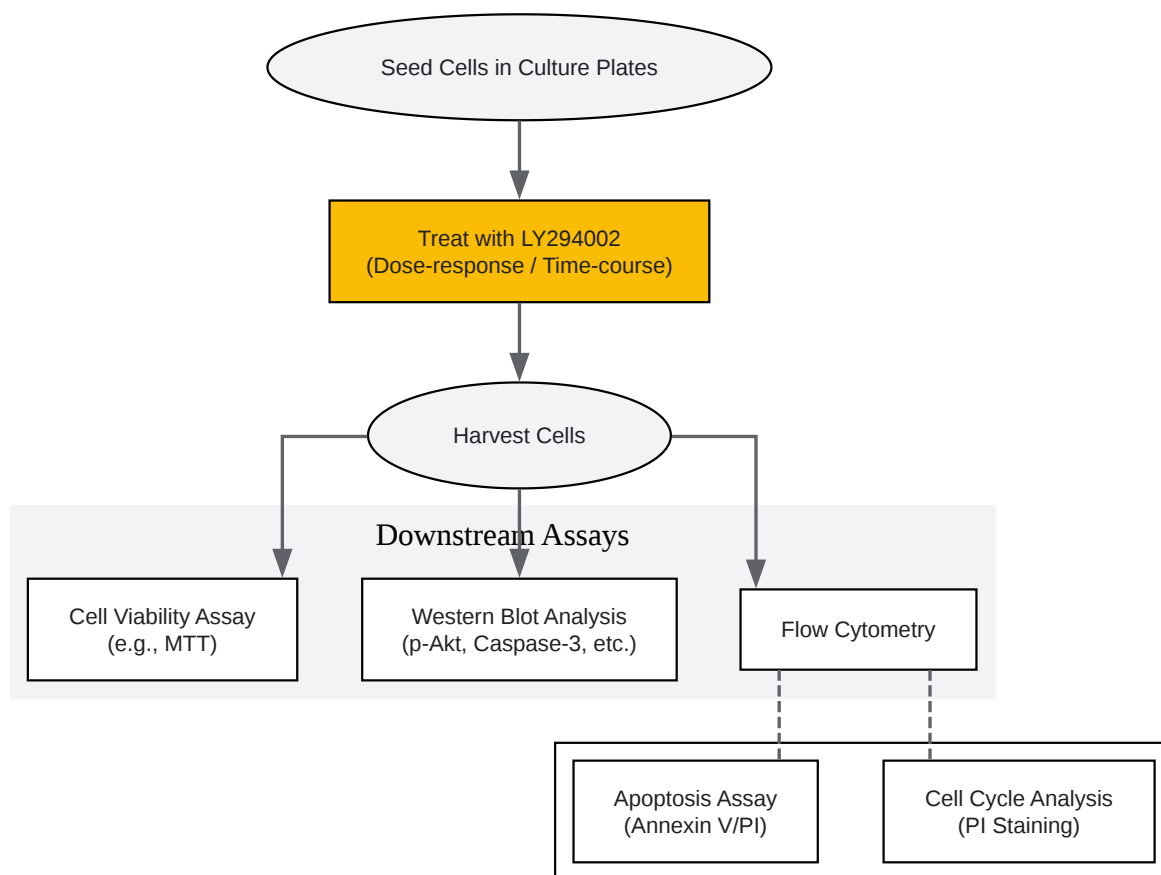 Seed Cells in Culture Plates
Treat with LY294002
(Dose-response / Time-course)
Harvest Cells
Downstream Assays
Cell Viability Assay
(e.g., MTT)
Western Blot Analysis
(p-Akt, Caspase-3, etc.)
Flow Cytometry
Apoptosis Assay
(Annexin V/PI)
Cell Cycle Analysis
(PI Staining)